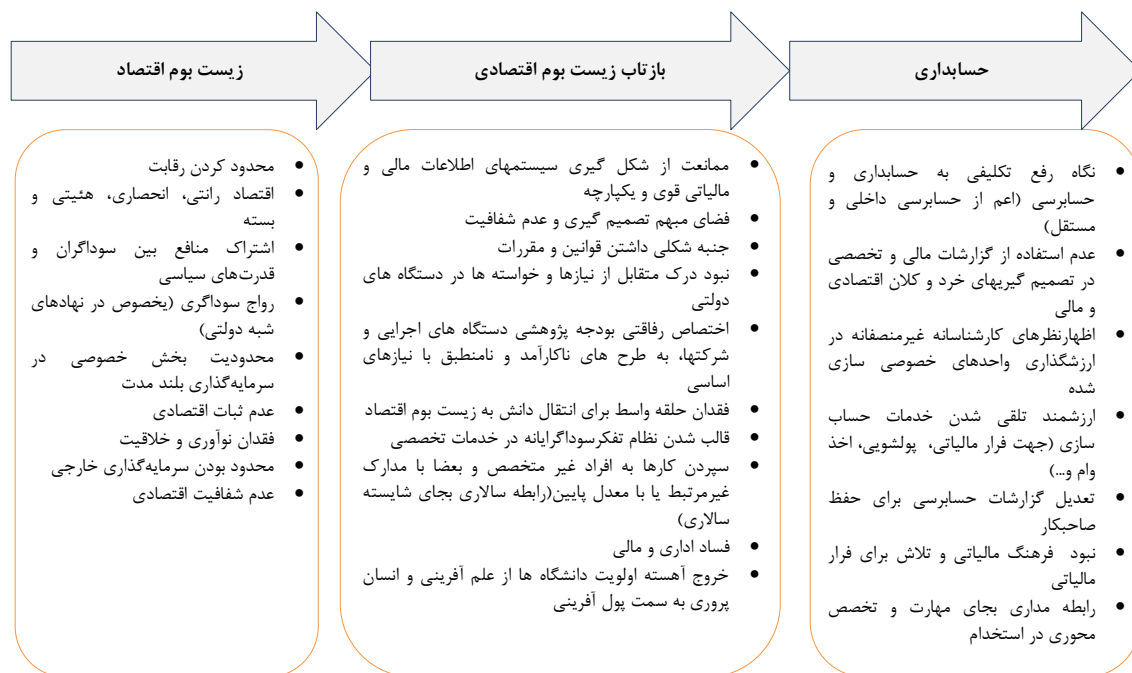 زیست بوم اقتصاد
بازتاب زیست بوم اقتصادی
حسابداری
محدود کردن رقابت
اقتصاد رانتی، انحصاری، هئیتی و
بسته
اشتراک منافع بین سوداگران و
قدرت‌های سیاسی
رواج سوداگری (یخصوص در نهادهای
شبه دولتی)
محدودیت بخش خصوصی در
سرمایه‌گذاری بلند مدت
عدم ثبات اقتصادی
فقدان نوآوری و خلاقیت
محدود بودن سرمایه‌گذاری خارجی
عدم شفافیت اقتصادی
ممانعت از شکل گیری سیستمهای اطلاعات مالی و
مالیاتی قوی و یکپارچه
فضای مبهم تصمیم گیری و عدم شفافیت
جنبه شکلی داشتن قوانین و مقررات
نبود درک متقابل از نیازها و خواسته ها در دستگاه های
دولتی
اختصاص رفاقتی بودجه پژوهشی دستگاه های اجرایی و
شرکتها، به طرح های ناکارآمد و نامنطبق با نیازهای
اساسی
فقدان حلقه واسط برای انتقال دانش به زیست بوم اقتصاد
قالب شدن نظام تفکرسوداگرایانه در خدمات تخصصی
سپردن کارها به افراد غیر متخصص و بعضا با مدارک
غیرمرتبط یا با معدل پایین(رابطه سالاری بجای شایسته
سالاری)
فساد اداری و مالی
خروج آهسته اولویت دانشگاه ها از علم آفرینی و انسان
پروری به سمت پول آفرینی
نگاه رفع تکلیفی به حسابداری و
حسابرسی (اعم از حسابرسی داخلی و
مستقل)
عدم استفاده از گزارشات مالی و تخصصی
در تصمیم گیریهای خرد و کلان اقتصادی
و مالی
اظهارنظرهای کارشناسانه غیرمنصفانه در
ارزشگذاری واحدهای خصوصی سازی
شده
ارزشمند تلقی شدن خدمات حساب
سازی (جهت فرار مالیاتی، پولشویی، اخذ
وام و...)
تعدیل گزارشات حسابرسی برای حفظ
صاحبکار
نبود فرهنگ مالیاتی و تلاش برای فرار
مالیاتی
رابطه مداری بجای مهارت و تخصص
محوری در استخدام